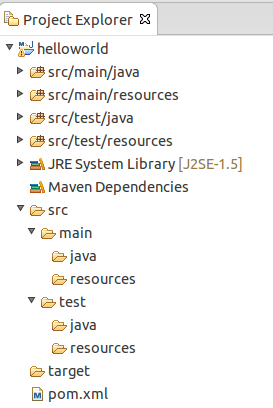 Project Explorer
helloworld
src/main/java
src/main/resources
src/test/java
src/test/resources
JRE System Library [J2SE-1.5]
Maven Dependencies
src
main
java
resources
test
java
resources
target
pom.xml